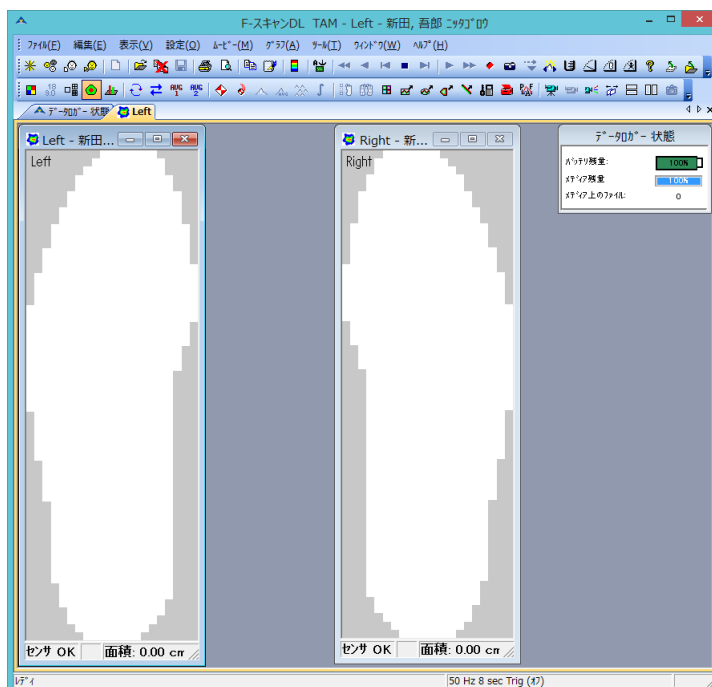 F-スキャンDL TAM - Left - 新田, 吾郎 ﾆｯﾀｺﾞﾛｳ
ﾌｧｲﾙ(F) 編集(E) 表示(V) 設定(O) ﾑｰﾋﾞｰ(M) ｸﾞﾗﾌ(A) ﾂｰﾙ(T) ｳｨﾝﾄﾞｳ(W) ﾍﾙﾌﾟ(H)
AVG 1 AVG 2
ﾃﾞｰﾀﾛｶﾞｰ 状態 Left
Left - 新田...
Left
センサ OK 面積: 0.00 cm
Right - 新...
Right
センサ OK 面積: 0.00 cm
ﾃﾞｰﾀﾛｶﾞｰ 状態
ﾊﾞｯﾃﾘ残量: 100%
ﾒﾃﾞｨｱ残量 100%
ﾒﾃﾞｨｱ上のﾌｧｲﾙ: 0
ﾚﾃﾞｨ 50 Hz 8 sec Trig (ｵﾌ)